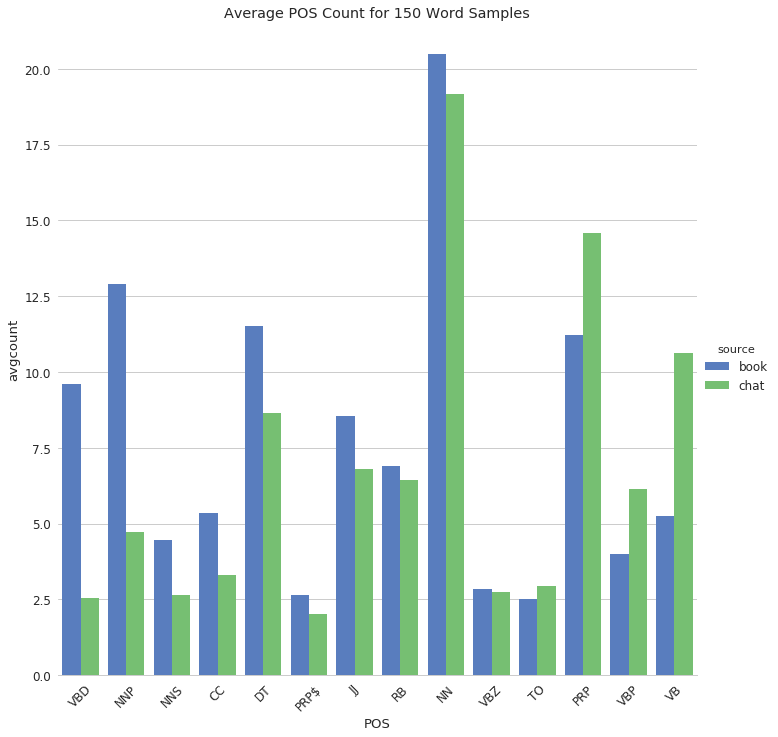 Average POS Count for 150 Word Samples
20.0
17.5
15.0
12.5
10.0
7.5
5.0
2.5
0.0
avgcount
VBD NNP NNS CC DT PRP$ JJ RB NN VBZ TO PRP VBP VB
POS
source
book
chat